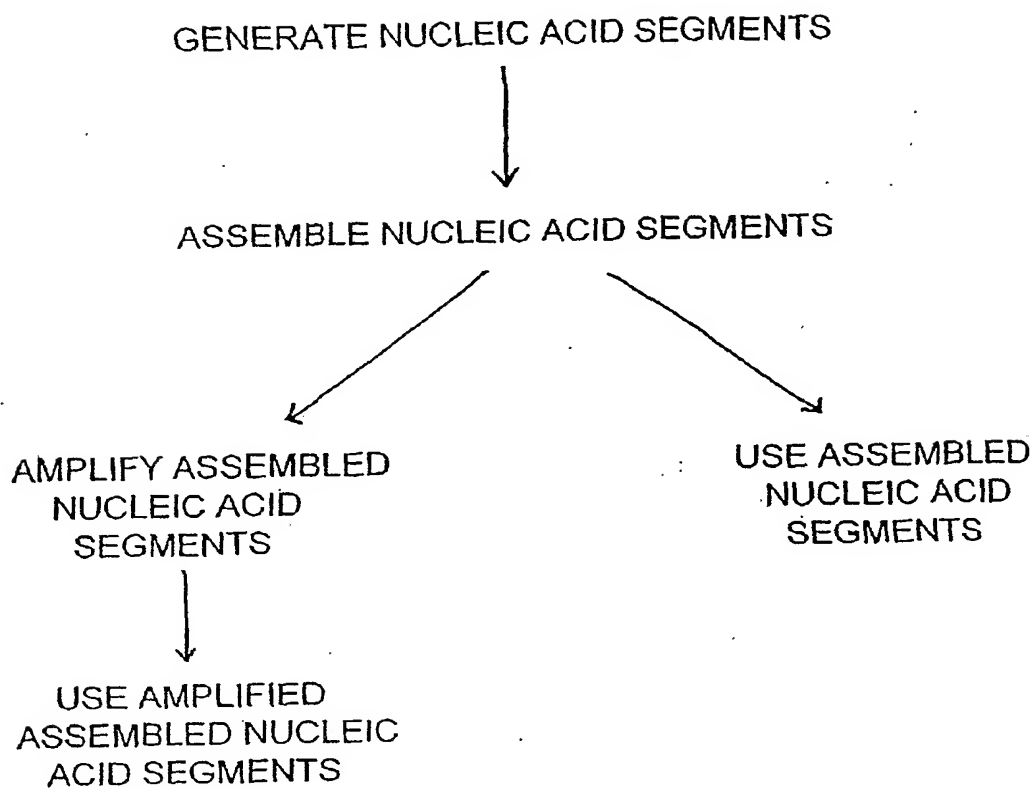 GENERATE NUCLEIC ACID SEGMENTS
ASSEMBLE NUCLEIC ACID SEGMENTS
AMPLIFY ASSEMBLED
NUCLEIC ACID
SEGMENTS
USE ASSEMBLED
NUCLEIC ACID
SEGMENTS
USE AMPLIFIED
ASSEMBLED NUCLEIC
ACID SEGMENTS